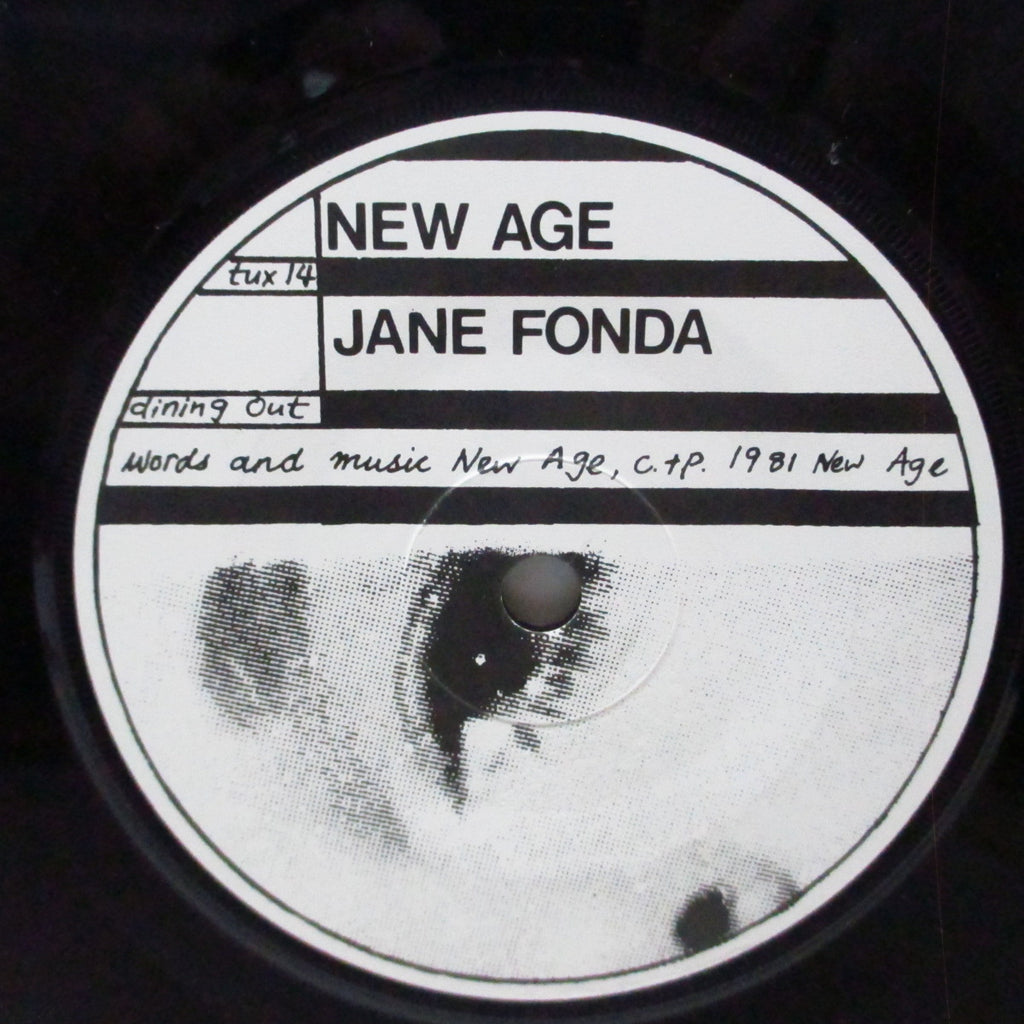 NEW AGE
tux 14
JANE FONDA
dining Out
words and music New Age, c.+p. 1981 New Age